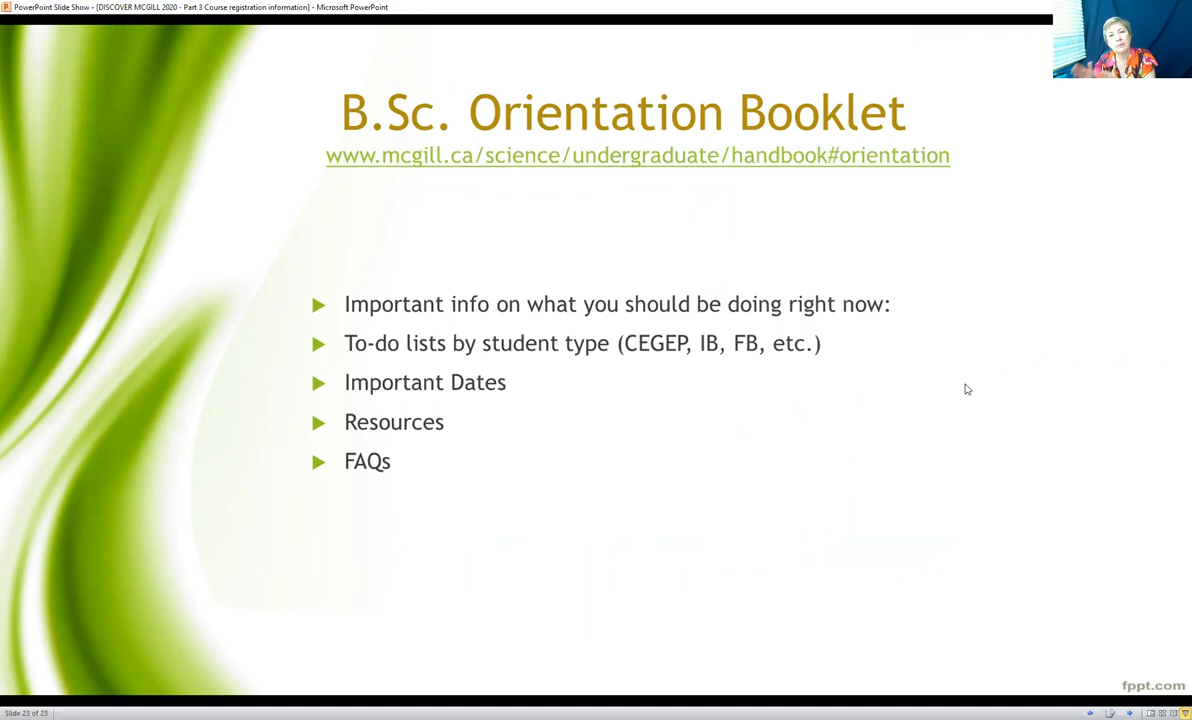 PowerPoint Slide Show - [DISCOVER MCGILL 2020 - Part 3 Course registration information] - Microsoft PowerPoint
B.Sc. Orientation Booklet
www.mcgill.ca/science/undergraduate/handbook#orientation
Important info on what you should be doing right now:
To-do lists by student type (CEGEP, IB, FB, etc.)
Important Dates
Resources
FAQs
fppt.com
Slide 23 of 23